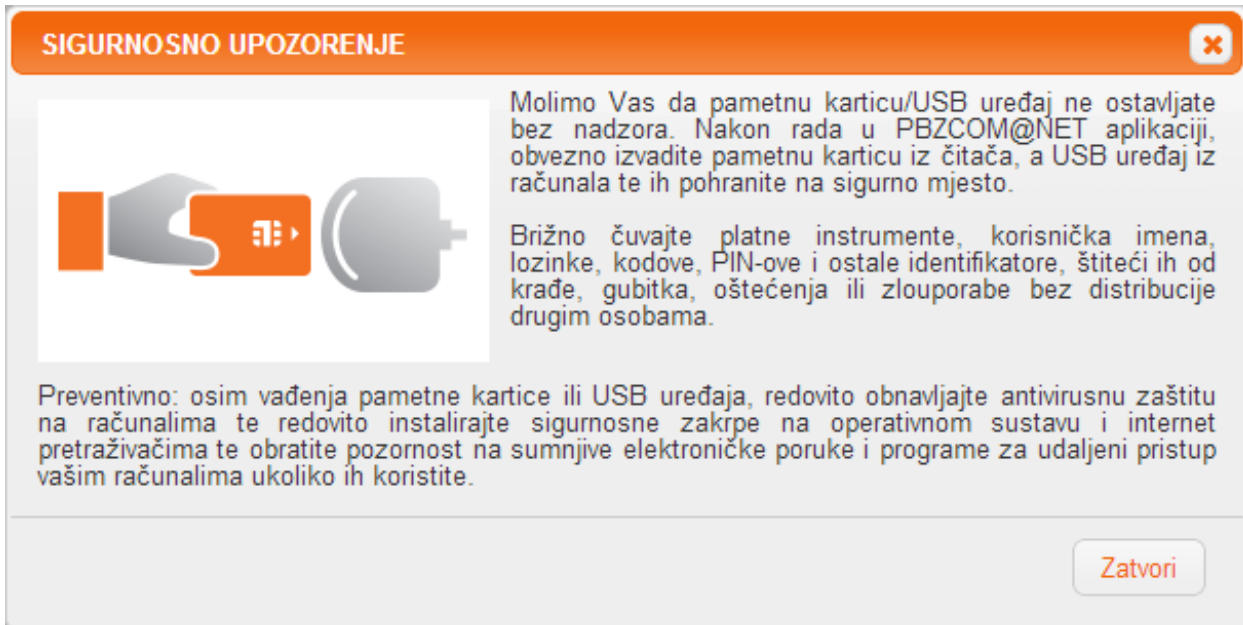 SIGURNOSNO UPOZORENJE
Molimo Vas da pametnu karticu/USB uređaj ne ostavljate
bez nadzora. Nakon rada u PBZCOM@NET aplikaciji,
obvezno izvadite pametnu karticu iz čitača, a USB uređaj iz
računala te ih pohranite na sigurno mjesto.
Brižno čuvajte platne instrumente, korisnička imena,
lozinke, kodove, PIN-ove i ostale identifikatore, štiteći ih od
krađe, gubitka, oštećenja ili zlouporabe bez distribucije
drugim osobama.
Preventivno: osim vađenja pametne kartice ili USB uređaja, redovito obnavljajte antivirusnu zaštitu
na računalima te redovito instalirajte sigurnosne zakrpe na operativnom sustavu i internet
pretraživačima te obratite pozornost na sumnjive elektroničke poruke i programe za udaljeni pristup
vašim računalima ukoliko ih koristite.
Zatvori